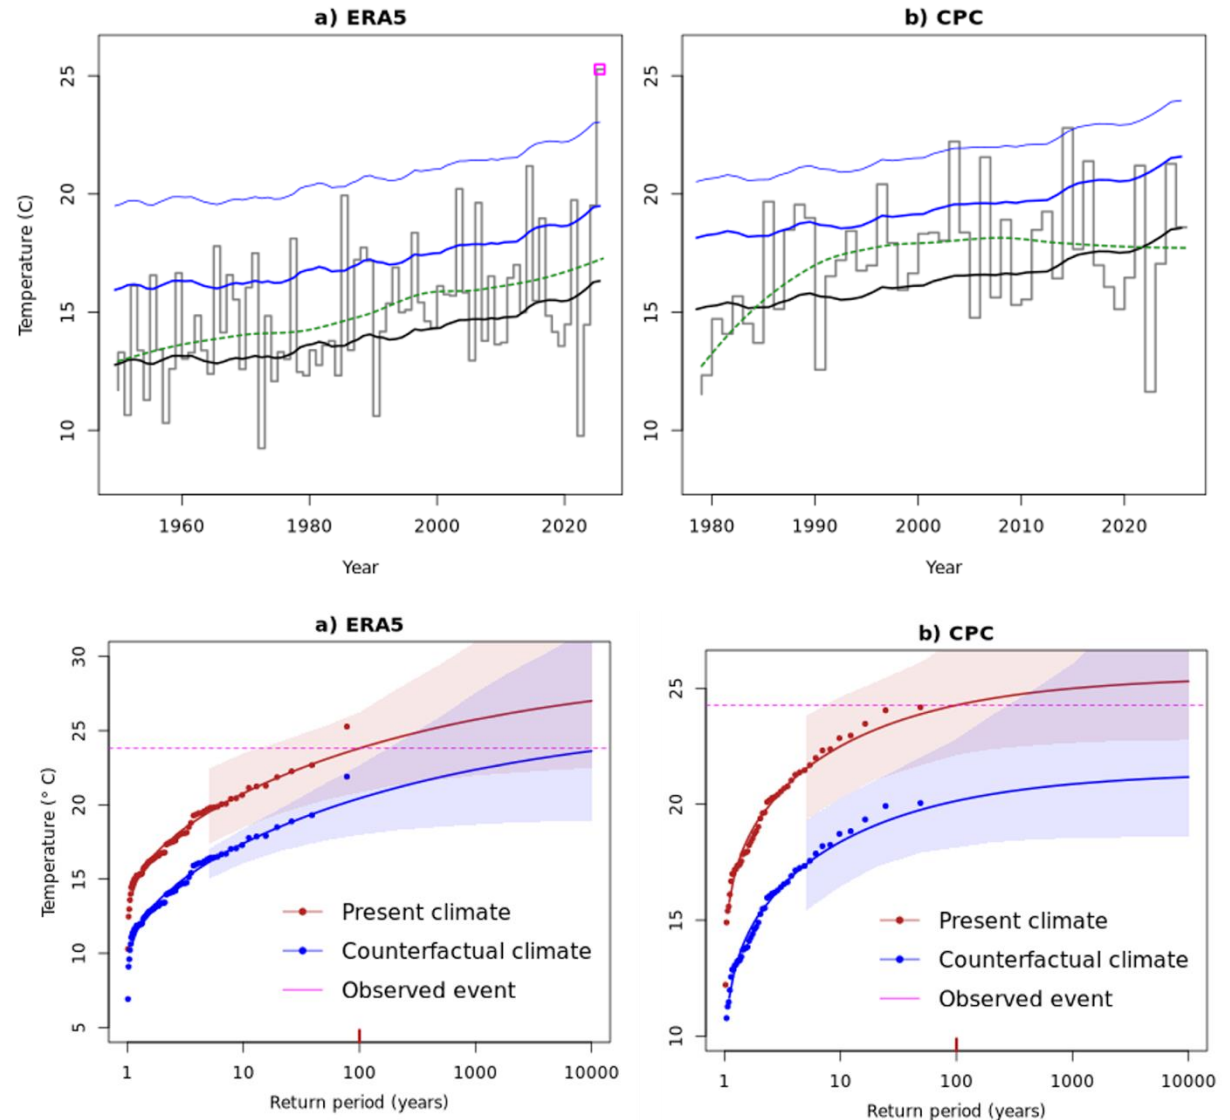 a) ERA5
b) CPC
Temperature (C)
25
20
15
10
1960
1980
2000
2020
Year
25
20
15
10
1980
1990
2000
2010
2020
Year
a) ERA5
Temperature (° C)
30
25
20
15
10
5
Present climate
Counterfactual climate
Observed event
1
10
100
1000
10000
Return period (years)
b) CPC
25
20
15
10
Present climate
Counterfactual climate
Observed event
1
10
100
1000
10000
Return period (years)